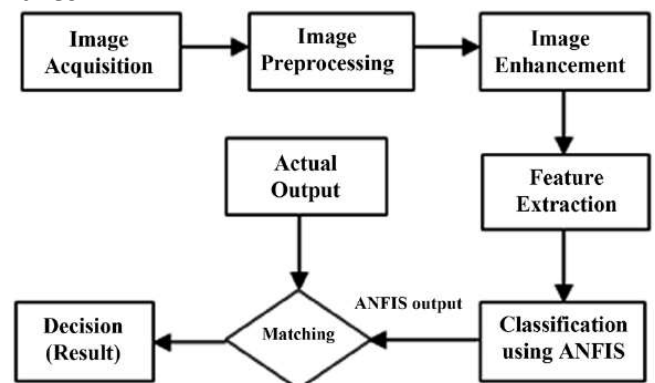 Image
Acquisition
Image
Preprocessing
Image
Enhancement
Actual
Output
Feature
Extraction
Decision
(Result)
Matching
ANFIS output
Classification
using ANFIS